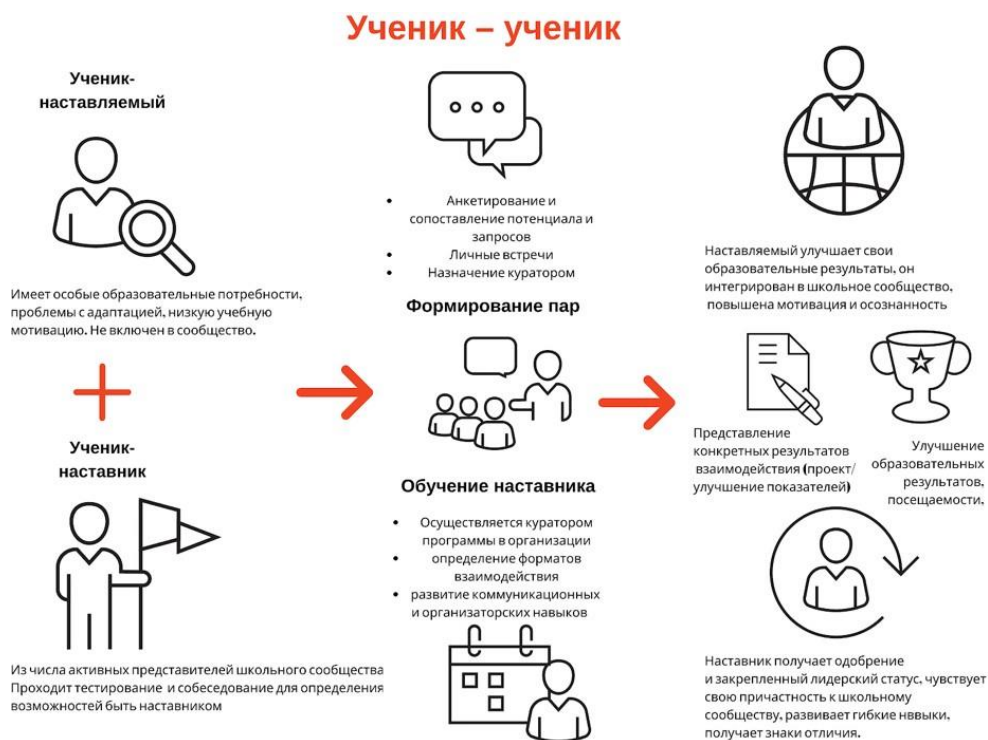 Ученик – ученик
Ученик-
наставляемый
Имеет особые образовательные потребности,
проблемы с адаптацией, низкую учебную
мотивацию. Не включен в сообщество.
Ученик-
наставник
Из числа активных представителей школьного сообщества
Проходит тестирование и собеседование для определения
возможностей быть наставником
• Анкетирование и
сопоставление потенциала и
запросов
• Личные встречи
• Назначение куратором
Формирование пар
Обучение наставника
• Осуществляется куратором
программы в организации
• определение форматов
взаимодействия
• развитие коммуникационных
и организаторских навыков
Наставляемый улучшает свои
образовательные результаты, он
интегрирован в школьное сообщество,
повышена мотивация и осознанность
Представление
конкретных результатов
взаимодействия (проект/
улучшение показателей)
Улучшение
образовательных
результатов,
посещаемости.
Наставник получает одобрение
и закрепленный лидерский статус, чувствует
свою причастность к школьному
сообществу, развивает гибкие нввыки,
получает знаки отличия.